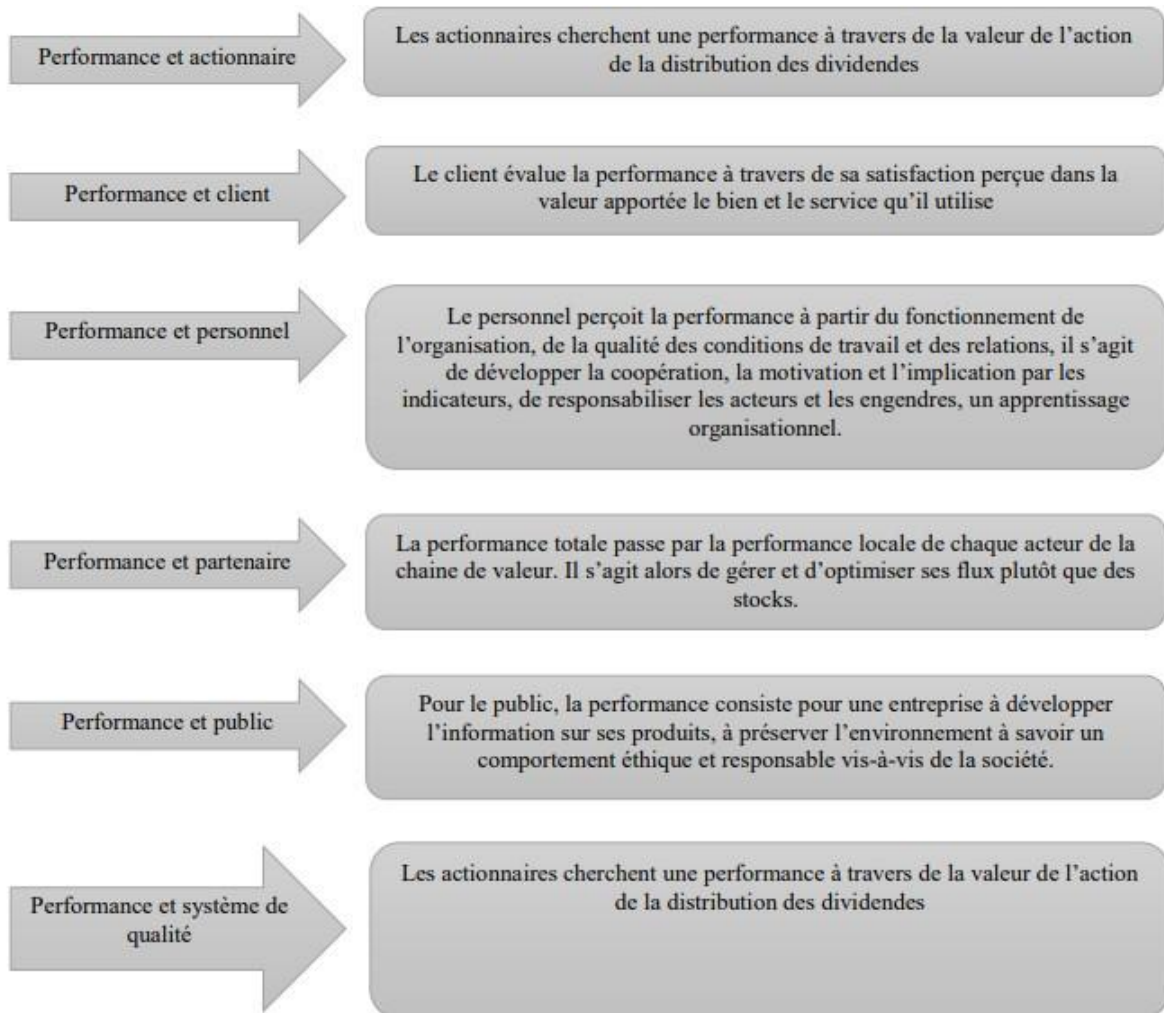 Performance et actionnaire
Les actionnaires cherchent une performance à travers de la valeur de l'action
de la distribution des dividendes
Performance et client
Le client évalue la performance à travers de sa satisfaction perçue dans la
valeur apportée le bien et le service qu'il utilise
Performance et personnel
Le personnel perçoit la performance à partir du fonctionnement de
l'organisation, de la qualité des conditions de travail et des relations, il s'agit
de développer la coopération, la motivation et l'implication par les
indicateurs, de responsabiliser les acteurs et les engendres, un apprentissage
organisationnel.
Performance et partenaire
La performance totale passe par la performance locale de chaque acteur de la
chaine de valeur. Il s'agit alors de gérer et d'optimiser ses flux plutôt que des
stocks.
Performance et public
Pour le public, la performance consiste pour une entreprise à développer
l'information sur ses produits, à préserver l'environnement à savoir un
comportement éthique et responsable vis-à-vis de la société.
Performance et système de
qualité
Les actionnaires cherchent une performance à travers de la valeur de l'action
de la distribution des dividendes